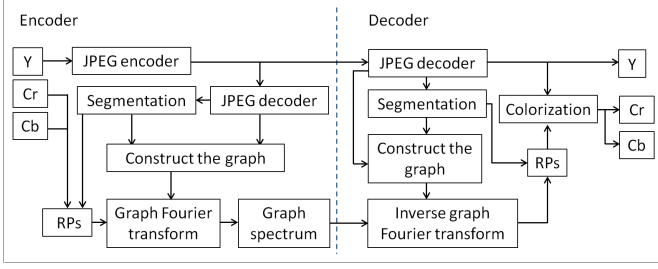 Encoder
Decoder
Y
JPEG encoder
JPEG decoder
Y
Cr
Segmentation
JPEG decoder
Segmentation
Colorization
Cr
Cb
Cb
Construct the graph
Construct the
graph
RPs
RPs
Graph Fourier
transform
Graph
spectrum
Inverse graph
Fourier transform